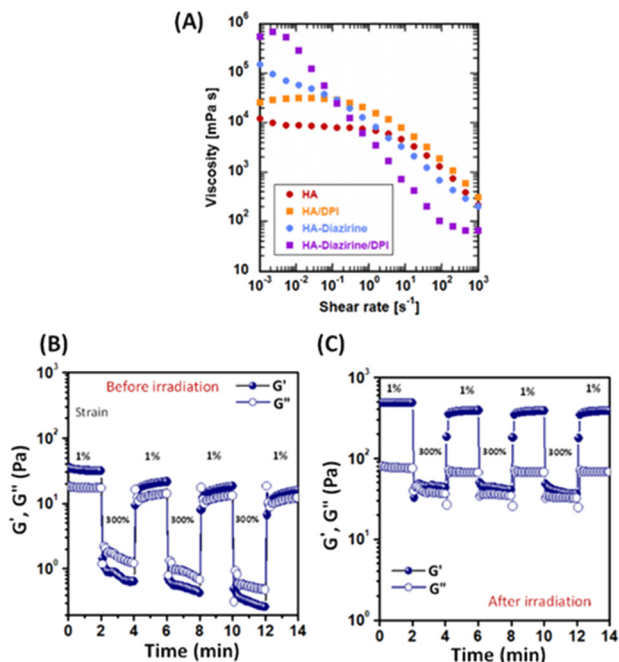 (A)
Viscosity [mPa s]
10⁶
10⁵
10⁴
10³
10²
10
HA
HA/DPI
HA-Diazirine
HA-Diazirine/DPI
10⁻³ 10⁻² 10⁻¹ 10⁰ 10¹ 10² 10³
Shear rate [s⁻¹]
(B)
G', G'' (Pa)
10³
10²
10¹
10⁰
Before irradiation
G'
G''
Strain
1% 1% 1% 1%
300% 300% 300%
0 2 4 6 8 10 12 14
Time (min)
(C)
G', G'' (Pa)
10³
10²
10¹
10⁰
1% 1% 1% 1%
300% 300% 300%
G'
G''
After irradiation
0 2 4 6 8 10 12 14
Time (min)